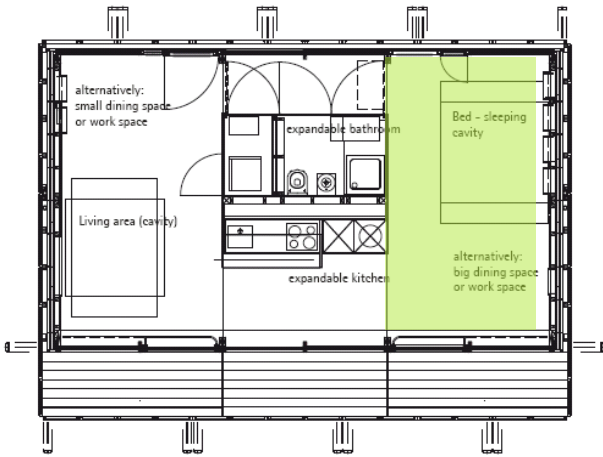 alternatively:
small dining space
or work space
expandable bathroom
Bed – sleeping
cavity
Living area (cavity)
expandable kitchen
alternatively:
big dining space
or work space